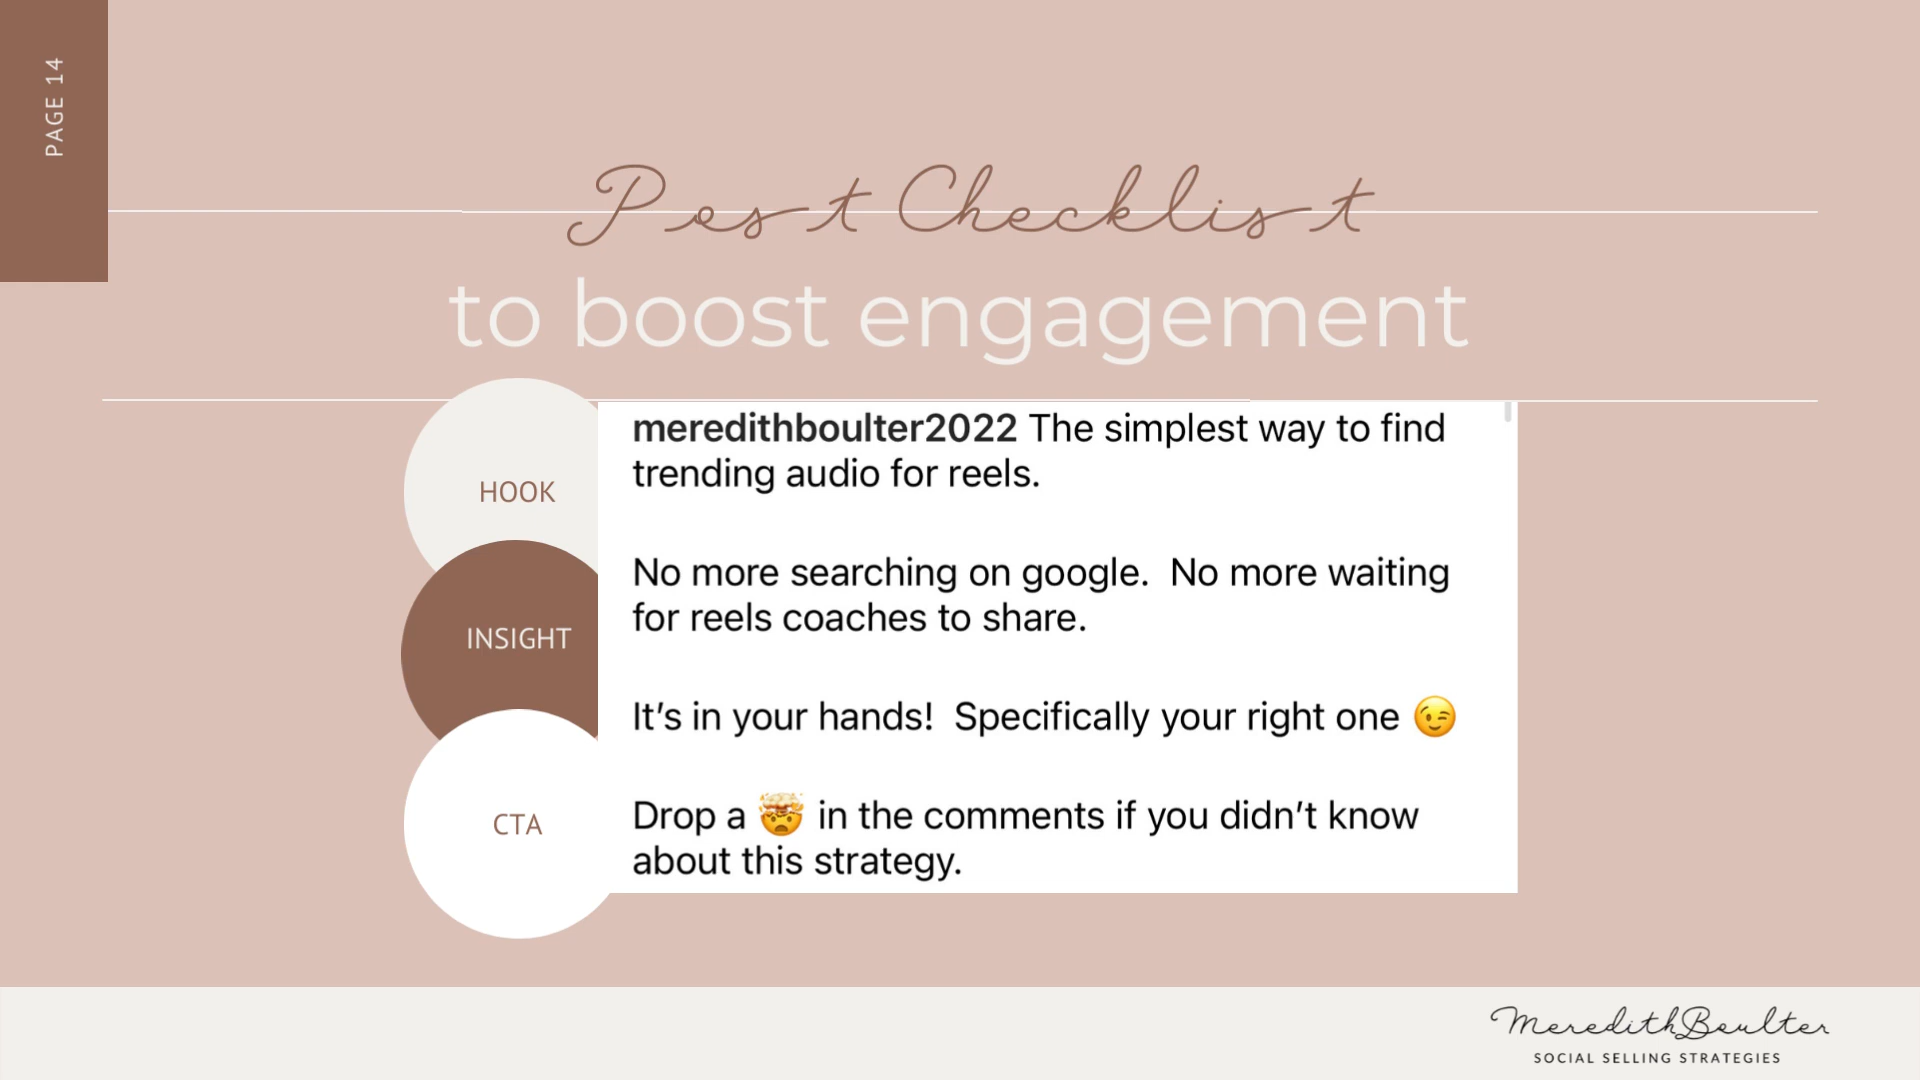 PAGE 14
Post Checklist
to boost engagement
HOOK
meredithboulter2022 The simplest way to find
trending audio for reels.
INSIGHT
No more searching on google.  No more waiting
for reels coaches to share.
It’s in your hands!  Specifically your right one 😉
CTA
Drop a 🤯 in the comments if you didn’t know
about this strategy.
Meredith Boulter
SOCIAL SELLING STRATEGIES